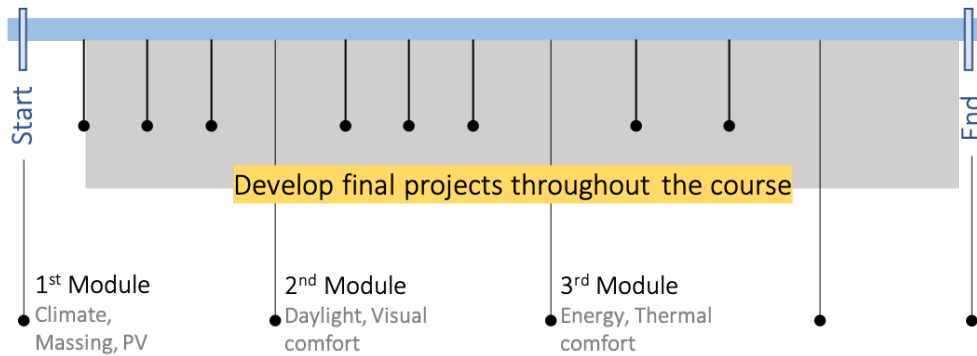 Start
End
Develop final projects throughout the course
1st Module
Climate,
Massing, PV
2nd Module
Daylight, Visual
comfort
3rd Module
Energy, Thermal
comfort